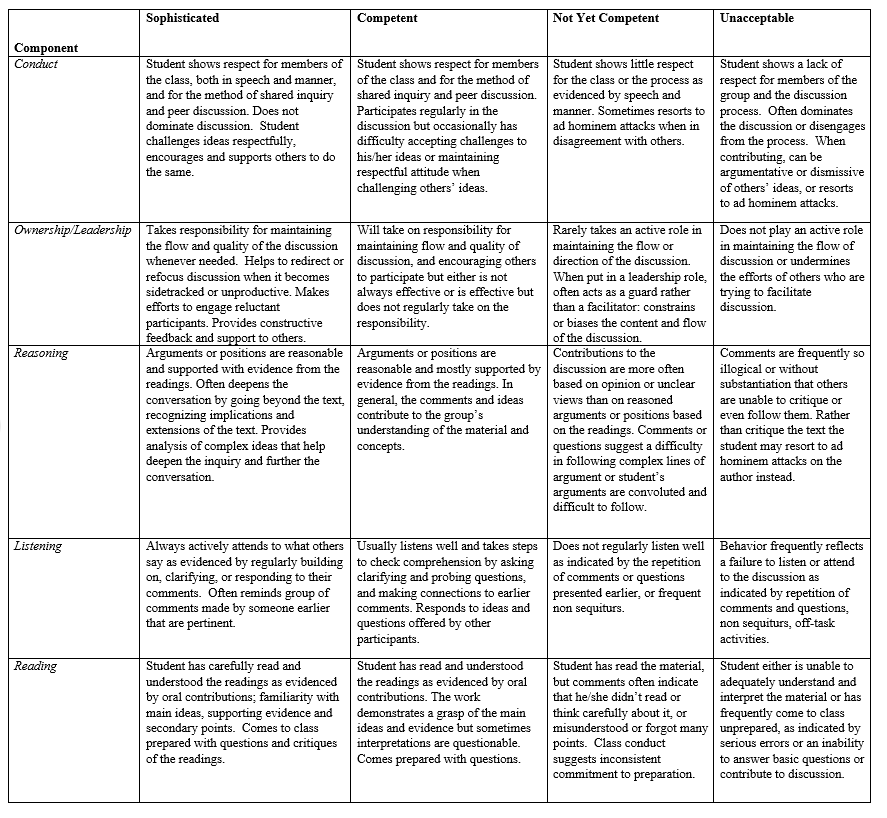 Component
Sophisticated
Competent
Not Yet Competent
Unacceptable
Conduct
Student shows respect for members of
the class, both in speech and manner,
and for the method of shared inquiry
and peer discussion. Does not
dominate discussion.  Student
challenges ideas respectfully,
encourages and supports others to do
the same.
Student shows respect for members
of the class and for the method of
shared inquiry and peer discussion.
Participates regularly in the
discussion but occasionally has
difficulty accepting challenges to
his/her ideas or maintaining
respectful attitude when
challenging others' ideas.
Student shows little respect
for the class or the process as
evidenced by speech and
manner. Sometimes resorts to
ad hominem attacks when in
disagreement with others.
Student shows a lack of
respect for members of the
group and the discussion
process.  Often dominates
the discussion or disengages
from the process.  When
contributing, can be
argumentative or dismissive
of others' ideas, or resorts
to ad hominem attacks.
Ownership/Leadership
Takes responsibility for maintaining
the flow and quality of the discussion
whenever needed.  Helps to redirect or
refocus discussion when it becomes
sidetracked or unproductive. Makes
efforts to engage reluctant
participants. Provides constructive
feedback and support to others.
Will take on responsibility for
maintaining flow and quality of
discussion, and encouraging others
to participate but either is not
always effective or is effective but
does not regularly take on the
responsibility.
Rarely takes an active role in
maintaining the flow or
direction of the discussion.
When put in a leadership role,
often acts as a guard rather
than a facilitator: constrains
or biases the content and flow
of the discussion.
Does not play an active role
in maintaining the flow of
discussion or undermines
the efforts of others who are
trying to facilitate
discussion.
Reasoning
Arguments or positions are reasonable
and supported with evidence from the
readings. Often deepens the
conversation by going beyond the text,
recognizing implications and
extensions of the text. Provides
analysis of complex ideas that help
deepen the inquiry and further the
conversation.
Arguments or positions are
reasonable and mostly supported by
evidence from the readings. In
general, the comments and ideas
contribute to the group's
understanding of the material and
concepts.
Contributions to the
discussion are more often
based on opinion or unclear
views than on reasoned
arguments or positions based
on the readings. Comments or
questions suggest a difficulty
in following complex lines of
argument or student's
arguments are convoluted and
difficult to follow.
Comments are frequently so
illogical or without
substantiation that others
are unable to critique or
even follow them. Rather
than critique the text the
student may resort to ad
hominem attacks on the
author instead.
Listening
Always actively attends to what others
say as evidenced by regularly building
on, clarifying, or responding to their
comments.  Often reminds group of
comments made by someone earlier
that are pertinent.
Usually listens well and takes steps
to check comprehension by asking
clarifying and probing questions,
and making connections to earlier
comments. Responds to ideas and
questions offered by other
participants.
Does not regularly listen well
as indicated by the repetition
of comments or questions
presented earlier, or frequent
non sequiturs.
Behavior frequently reflects
a failure to listen or attend
to the discussion as
indicated by repetition of
comments and questions,
non sequiturs, off-task
activities.
Reading
Student has carefully read and
understood the readings as evidenced
by oral contributions; familiarity with
main ideas, supporting evidence and
secondary points.  Comes to class
prepared with questions and critiques
of the readings.
Student has read and understood
the readings as evidenced by oral
contributions. The work
demonstrates a grasp of the main
ideas and evidence but sometimes
interpretations are questionable.
Comes prepared with questions.
Student has read the material,
but comments often indicate
that he/she didn't read or
think carefully about it, or
misunderstood or forgot many
points.  Class conduct
suggests inconsistent
commitment to preparation.
Student either is unable to
adequately understand and
interpret the material or has
frequently come to class
unprepared, as indicated by
serious errors or an inability
to answer basic questions or
contribute to discussion.